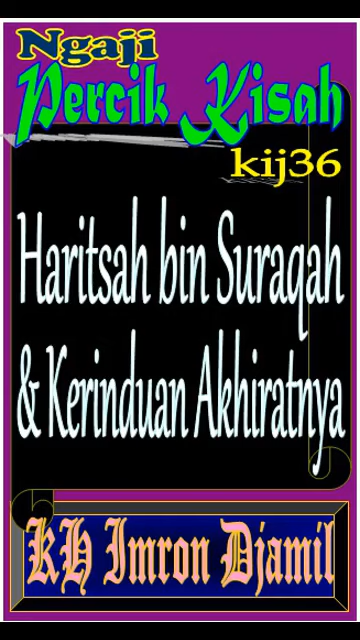 Ngaji
Percik Kisah
kij36
Haritsah bin Suraqah
& Kerinduan Akhiratnya
KH Imron Djamil